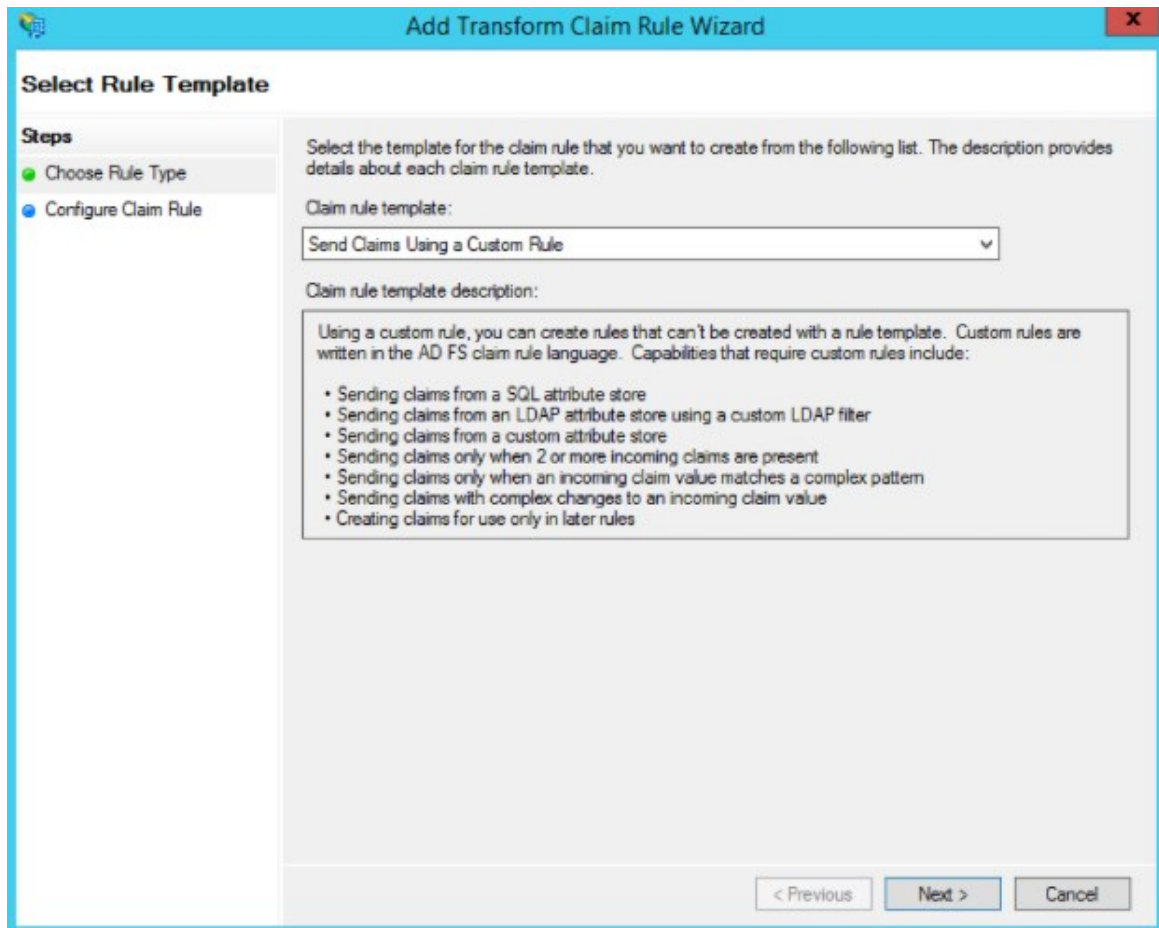 Add Transform Claim Rule Wizard
x
Select Rule Template
Steps
Choose Rule Type
Configure Claim Rule
Select the template for the claim rule that you want to create from the following list. The description provides
details about each claim rule template.
Claim rule template:
Send Claims Using a Custom Rule
Claim rule template description:
Using a custom rule, you can create rules that can't be created with a rule template. Custom rules are
written in the AD FS claim rule language. Capabilities that require custom rules include:
• Sending claims from a SQL attribute store
• Sending claims from an LDAP attribute store using a custom LDAP filter
• Sending claims from a custom attribute store
• Sending claims only when 2 or more incoming claims are present
• Sending claims only when an incoming claim value matches a complex pattern
• Sending claims with complex changes to an incoming claim value
• Creating claims for use only in later rules
< Previous
Next >
Cancel